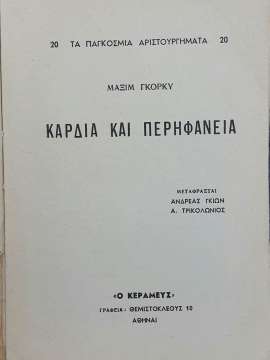 20 ΤΑ ΠΑΓΚΟΣΜΙΑ ΑΡΙΣΤΟΥΡΓΗΜΑΤΑ 20
ΜΑΞΙΜ ΓΚΟΡΚΥ
ΚΑΡΔΙΑ ΚΑΙ ΠΕΡΗΦΑΝΕΙΑ
ΜΕΤΑΦΡΑΣΤΑΙ
ΑΝΔΡΕΑΣ ΓΚΙΩΝ
Α. ΤΡΙΚΟΛΩΝΙΟΣ
«Ο ΚΕΡΑΜΕΥΣ»
ΓΡΑΦΕΙΑ: ΘΕΜΙΣΤΟΚΛΕΟΥΣ 10
ΑΘΗΝΑΙ